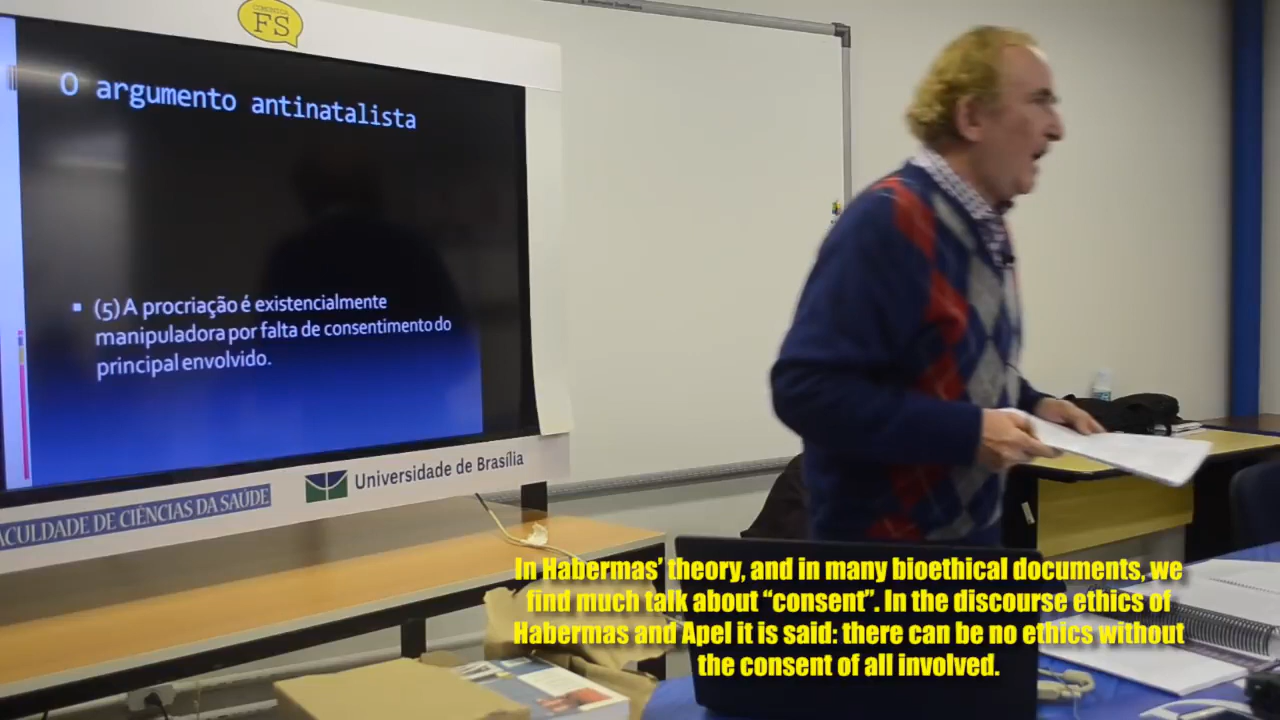 COMUNICA
FS
O argumento antinatalista
(5) A procriação é existencialmente
manipuladora por falta de consentimento do
principal envolvido.
ACULDADE DE CIÊNCIAS DA SAÚDE
Universidade de Brasília
In Habermas’ theory, and in many bioethical documents, we
find much talk about “consent”. In the discourse ethics of
Habermas and Apel it is said: there can be no ethics without
the consent of all involved.